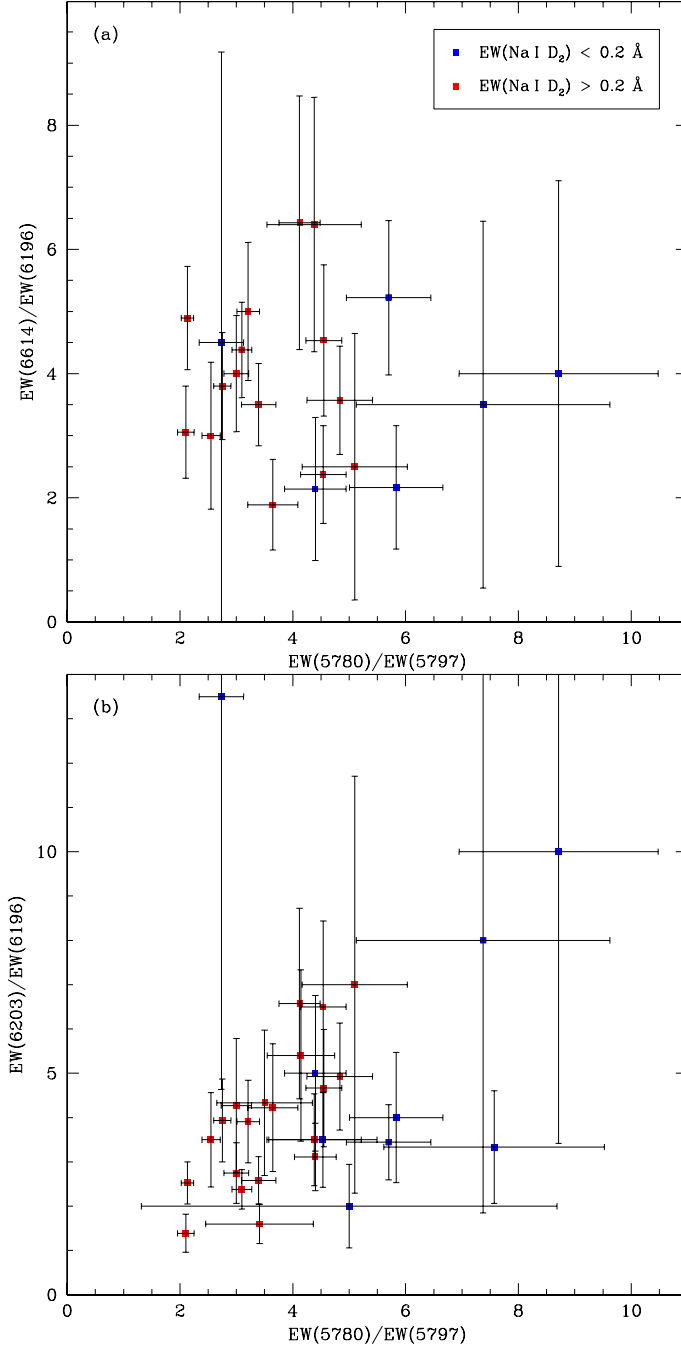 (a)
EW(Na I D₂) < 0.2 Å
EW(Na I D₂) > 0.2 Å
8
6
4
2
0
EW(6614)/EW(6196)
0 2 4 6 8 10
EW(5780)/EW(5797)
(b)
10
5
0
EW(6203)/EW(6196)
0 2 4 6 8 10
EW(5780)/EW(5797)